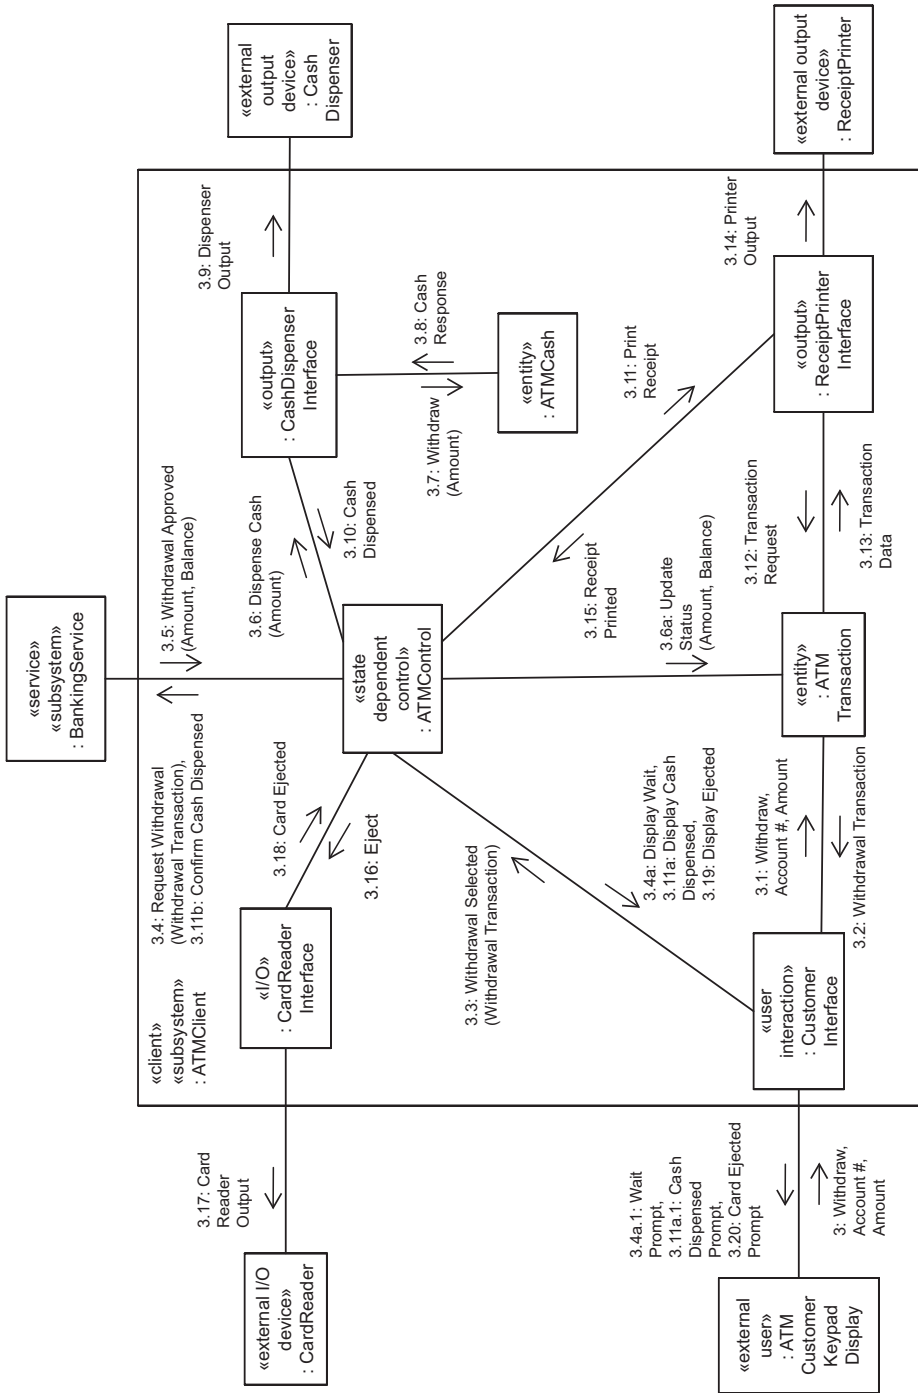 «service»
«subsystem»
: BankingService
«client»
«subsystem»
: ATMClient
3.4: Request Withdrawal
(Withdrawal Transaction),
3.11b: Confirm Cash Dispensed
3.5: Withdrawal Approved
(Amount, Balance)
«external I/O
device»
: CardReader
3.17: Card
Reader
Output
«I/O»
: CardReader
Interface
3.18: Card Ejected
3.16: Eject
3.6: Dispense Cash
(Amount)
3.10: Cash
Dispensed
«output»
: CashDispenser
Interface
3.9: Dispenser
Output
«external
output
device»
: Cash
Dispenser
«state
dependent
control»
: ATMControl
3.7: Withdraw
(Amount)
3.8: Cash
Response
«entity»
: ATMCash
3.3: Withdrawal Selected
(Withdrawal Transaction)
3.4a: Display Wait,
3.11a: Display Cash
Dispensed,
3.19: Display Ejected
3.15: Receipt
Printed
3.11: Print
Receipt
3.6a: Update
Status
(Amount, Balance)
«external
user»
: ATM
Customer
Keypad
Display
3.4a.1: Wait
Prompt,
3.11a.1: Cash
Dispensed
Prompt,
3.20: Card Ejected
Prompt
3: Withdraw,
Account #,
Amount
«user
interaction»
: Customer
Interface
3.1: Withdraw,
Account #, Amount
3.2: Withdrawal Transaction
«entity»
: ATM
Transaction
3.12: Transaction
Request
3.13: Transaction
Data
«output»
: ReceiptPrinter
Interface
3.14: Printer
Output
«external output
device»
: ReceiptPrinter